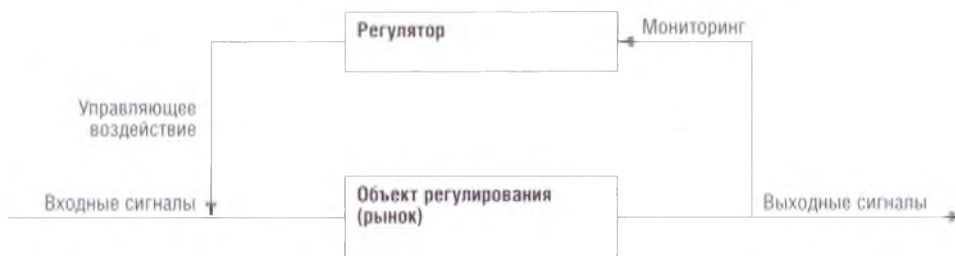 Регулятор
Мониторинг
Управляющее
воздействие
Входные сигналы
Объект регулирования
(рынок)
Выходные сигналы